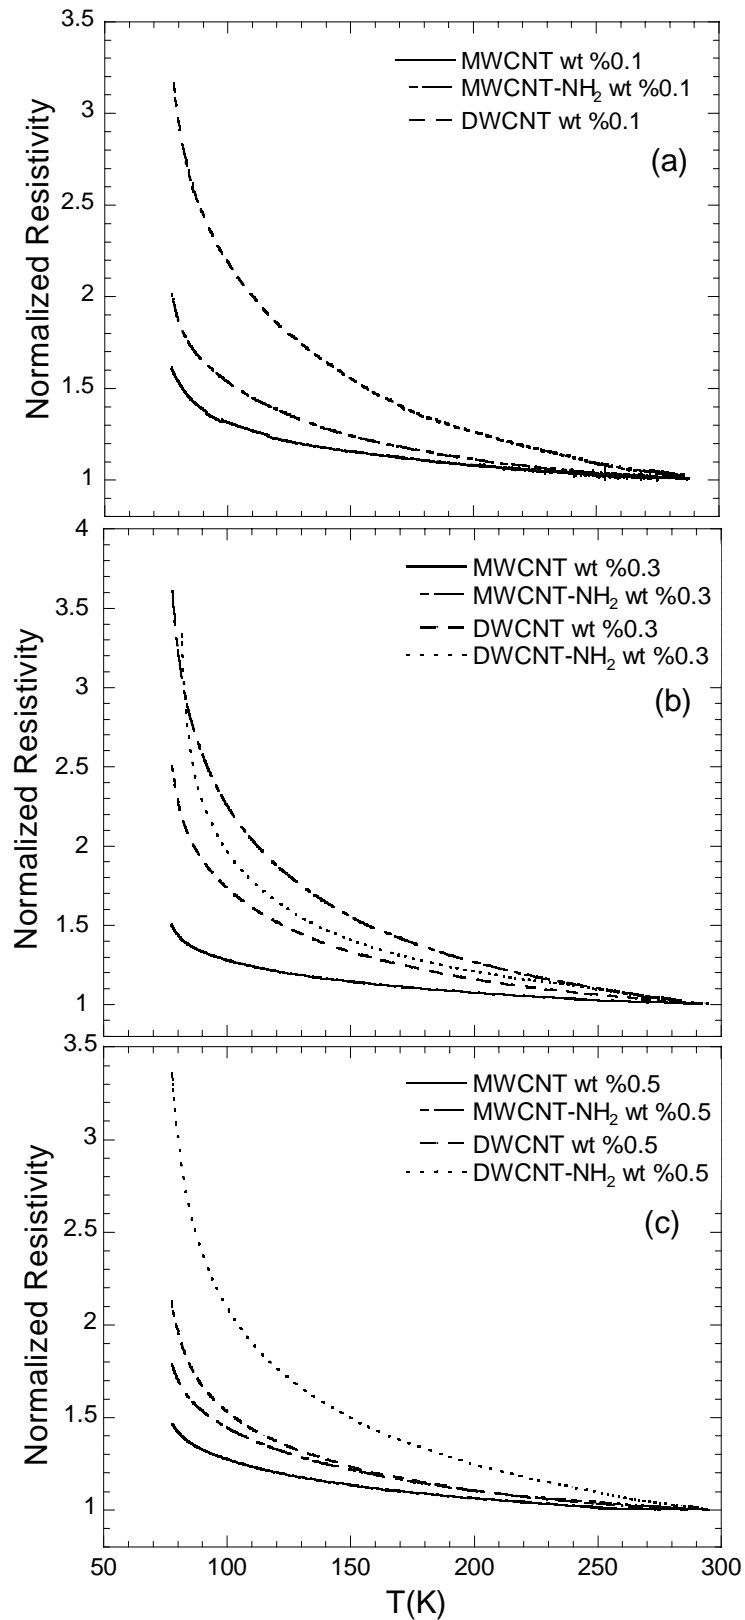 3.5
MWCNT wt %0.1
MWCNT-NH2 wt %0.1
DWCNT wt %0.1
(a)
3
2.5
2
1.5
1
Normalized Resistivity
4
MWCNT wt %0.3
MWCNT-NH2 wt %0.3
DWCNT wt %0.3
DWCNT-NH2 wt %0.3
(b)
3.5
3
2.5
2
1.5
1
Normalized Resistivity
3.5
MWCNT wt %0.5
MWCNT-NH2 wt %0.5
DWCNT wt %0.5
DWCNT-NH2 wt %0.5
(c)
3
2.5
2
1.5
1
Normalized Resistivity
50 100 150 200 250 300
T(K)